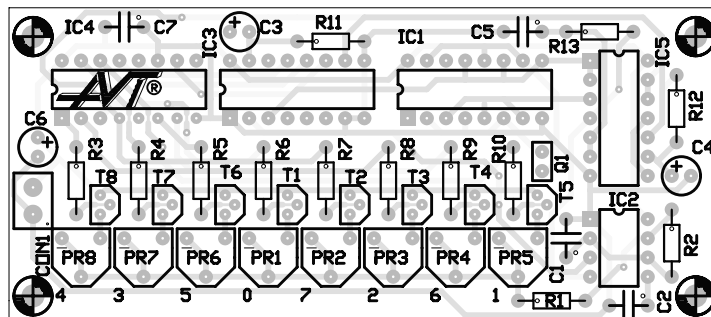 IC4 C7
IC3
C3
R11
IC1
C5
R13
IC5
AVT ®
R12
C6
C4
R3 R4 R5 R6 R7 R8 R9 R10
Q1
T8 T7 T6 T1 T2 T3 T4 T5
IC2
CON1
PR8 PR7 PR6 PR1 PR2 PR3 PR4 PR5
C1
R2
4 3 5 0 7 2 6 1
R1
C2